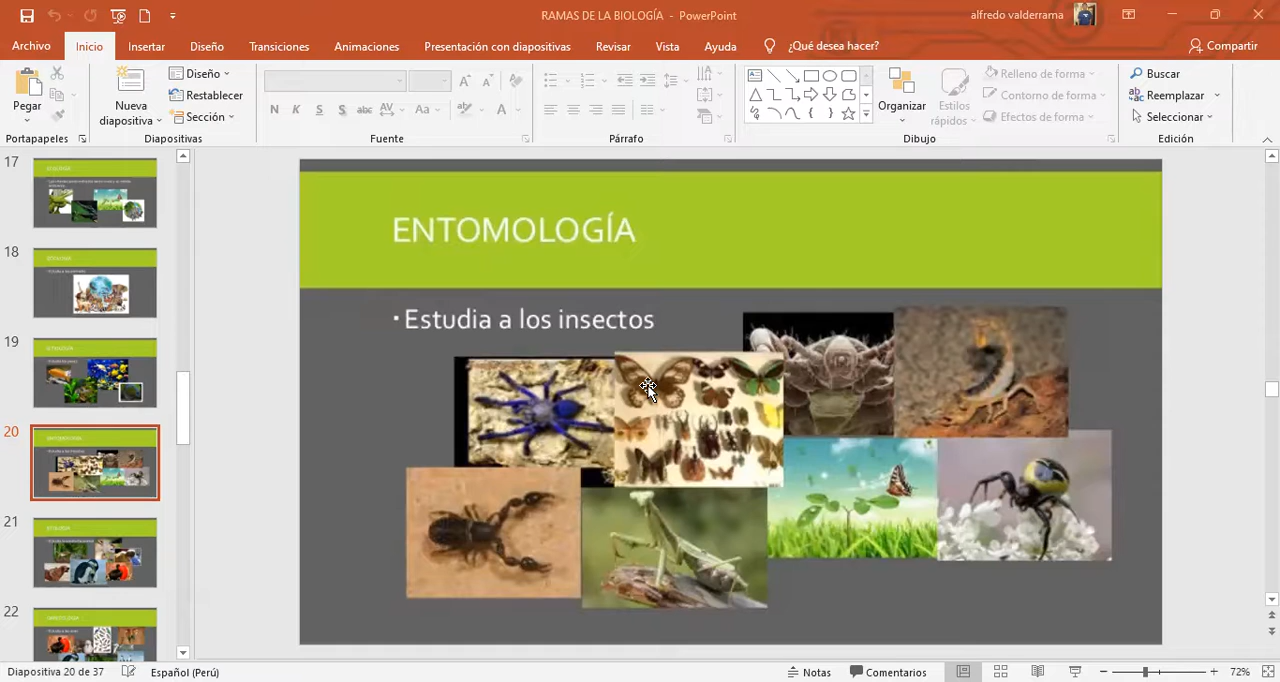 RAMAS DE LA BIOLOGÍA - PowerPoint
alfredo valderrama
Archivo
Inicio
Insertar
Diseño
Transiciones
Animaciones
Presentación con diapositivas
Revisar
Vista
Ayuda
¿Qué desea hacer?
Compartir
Pegar
Portapapeles
Nueva diapositiva
Diseño
Restablecer
Sección
Diapositivas
N K S S abc AV Aa A
Fuente
Párrafo
Organizar
Estilos rápidos
Relleno de forma
Contorno de forma
Efectos de forma
Dibujo
Buscar
Reemplazar
Seleccionar
Edición
17
18
19
20
21
22
ENTOMOLOGÍA
Estudia a los insectos
Diapositiva 20 de 37
Español (Perú)
Notas
Comentarios
72%